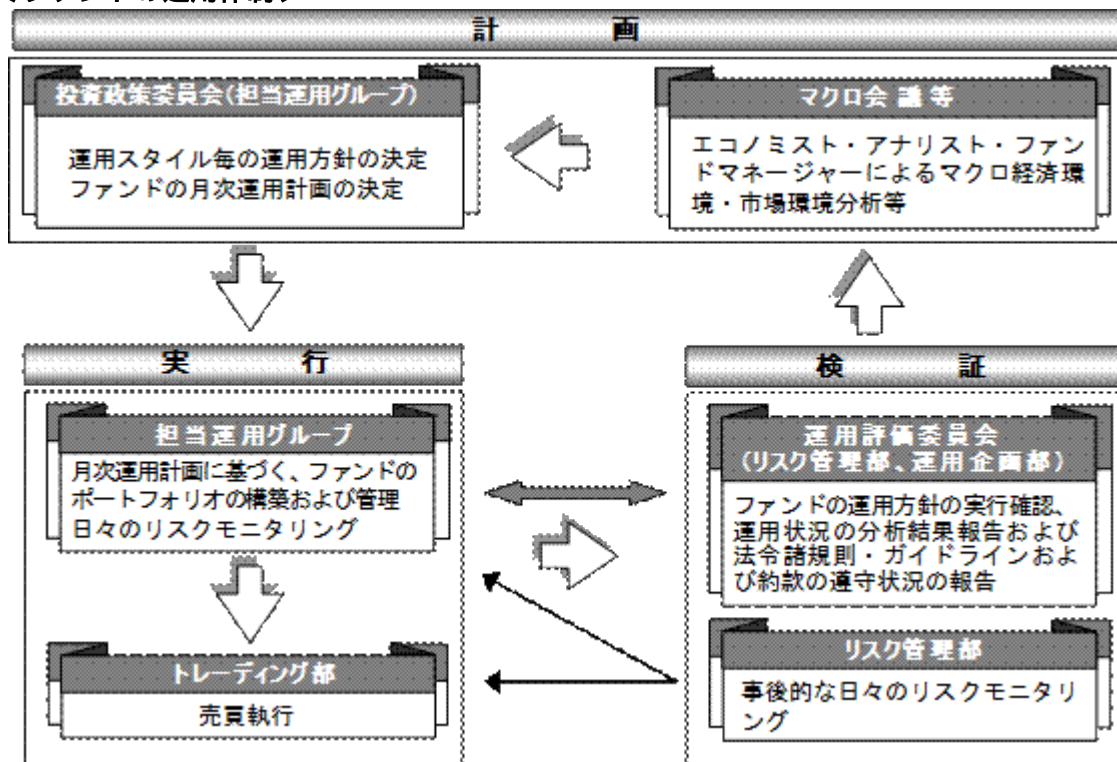 計 画
投資政策委員会(担当運用グループ)
運用スタイル毎の運用方針の決定
ファンドの月次運用計画の決定
マクロ会議等
エコノミスト・アナリスト・ファン
ドマネージャーによるマクロ経済環
境・市場環境分析等
実 行
担当運用グループ
月次運用計画に基づく、ファンドの
ポートフォリオの構築および管理
日々のリスクモニタリング
トレーディング部
売買執行
検 証
運用評価委員会
(リスク管理部、運用企画部)
ファンドの運用方針の実行確認、
運用状況の分析結果報告および
法令諸規則・ガイドラインおよ
び約款の遵守状況の報告
リスク管理部
事後的な日々のリスクモニタリ
ング